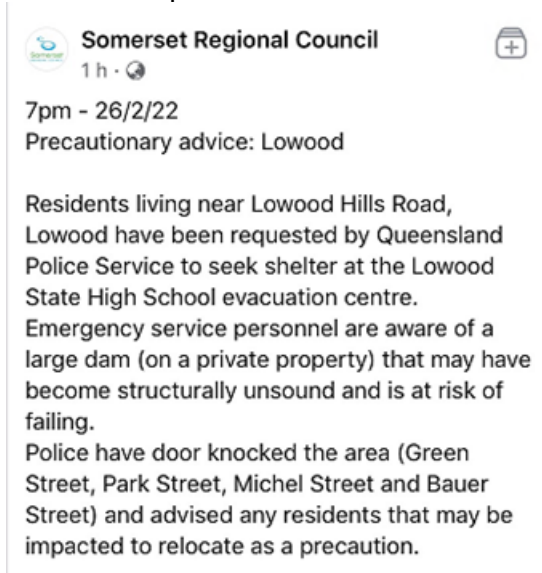 Somerset Regional Council
1 h ·
7pm - 26/2/22
Precautionary advice: Lowood
Residents living near Lowood Hills Road,
Lowood have been requested by Queensland
Police Service to seek shelter at the Lowood
State High School evacuation centre.
Emergency service personnel are aware of a
large dam (on a private property) that may have
become structurally unsound and is at risk of
failing.
Police have door knocked the area (Green
Street, Park Street, Michel Street and Bauer
Street) and advised any residents that may be
impacted to relocate as a precaution.